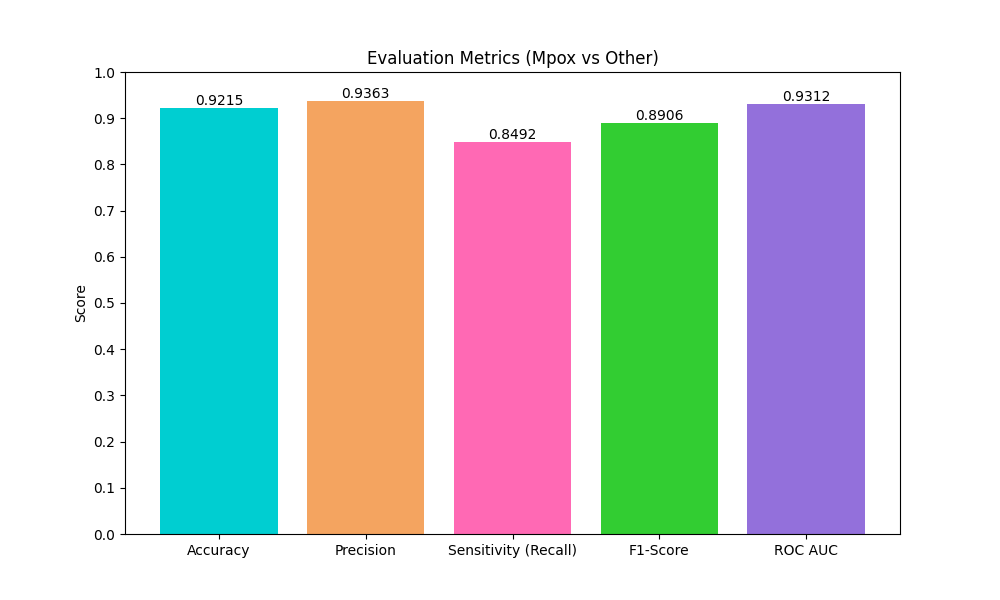 Evaluation Metrics (Mpox vs Other)
1.0
0.9
0.8
0.7
0.6
0.5
0.4
0.3
0.2
0.1
0.0
Score
0.9215
0.9363
0.8492
0.8906
0.9312
Accuracy
Precision
Sensitivity (Recall)
F1-Score
ROC AUC